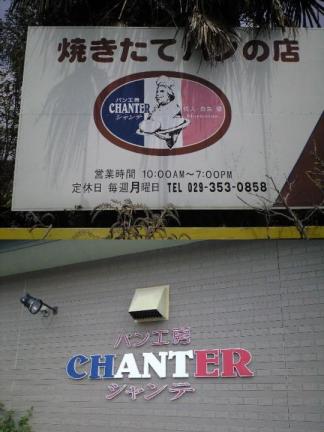 焼きたてパンの店
パン工房
CHANTER
シャンテ
営業時間 10:00AM～7:00PM
定休日 毎週月曜日 TEL 029-353-0858
パン工房
CHANTER
シャンテ